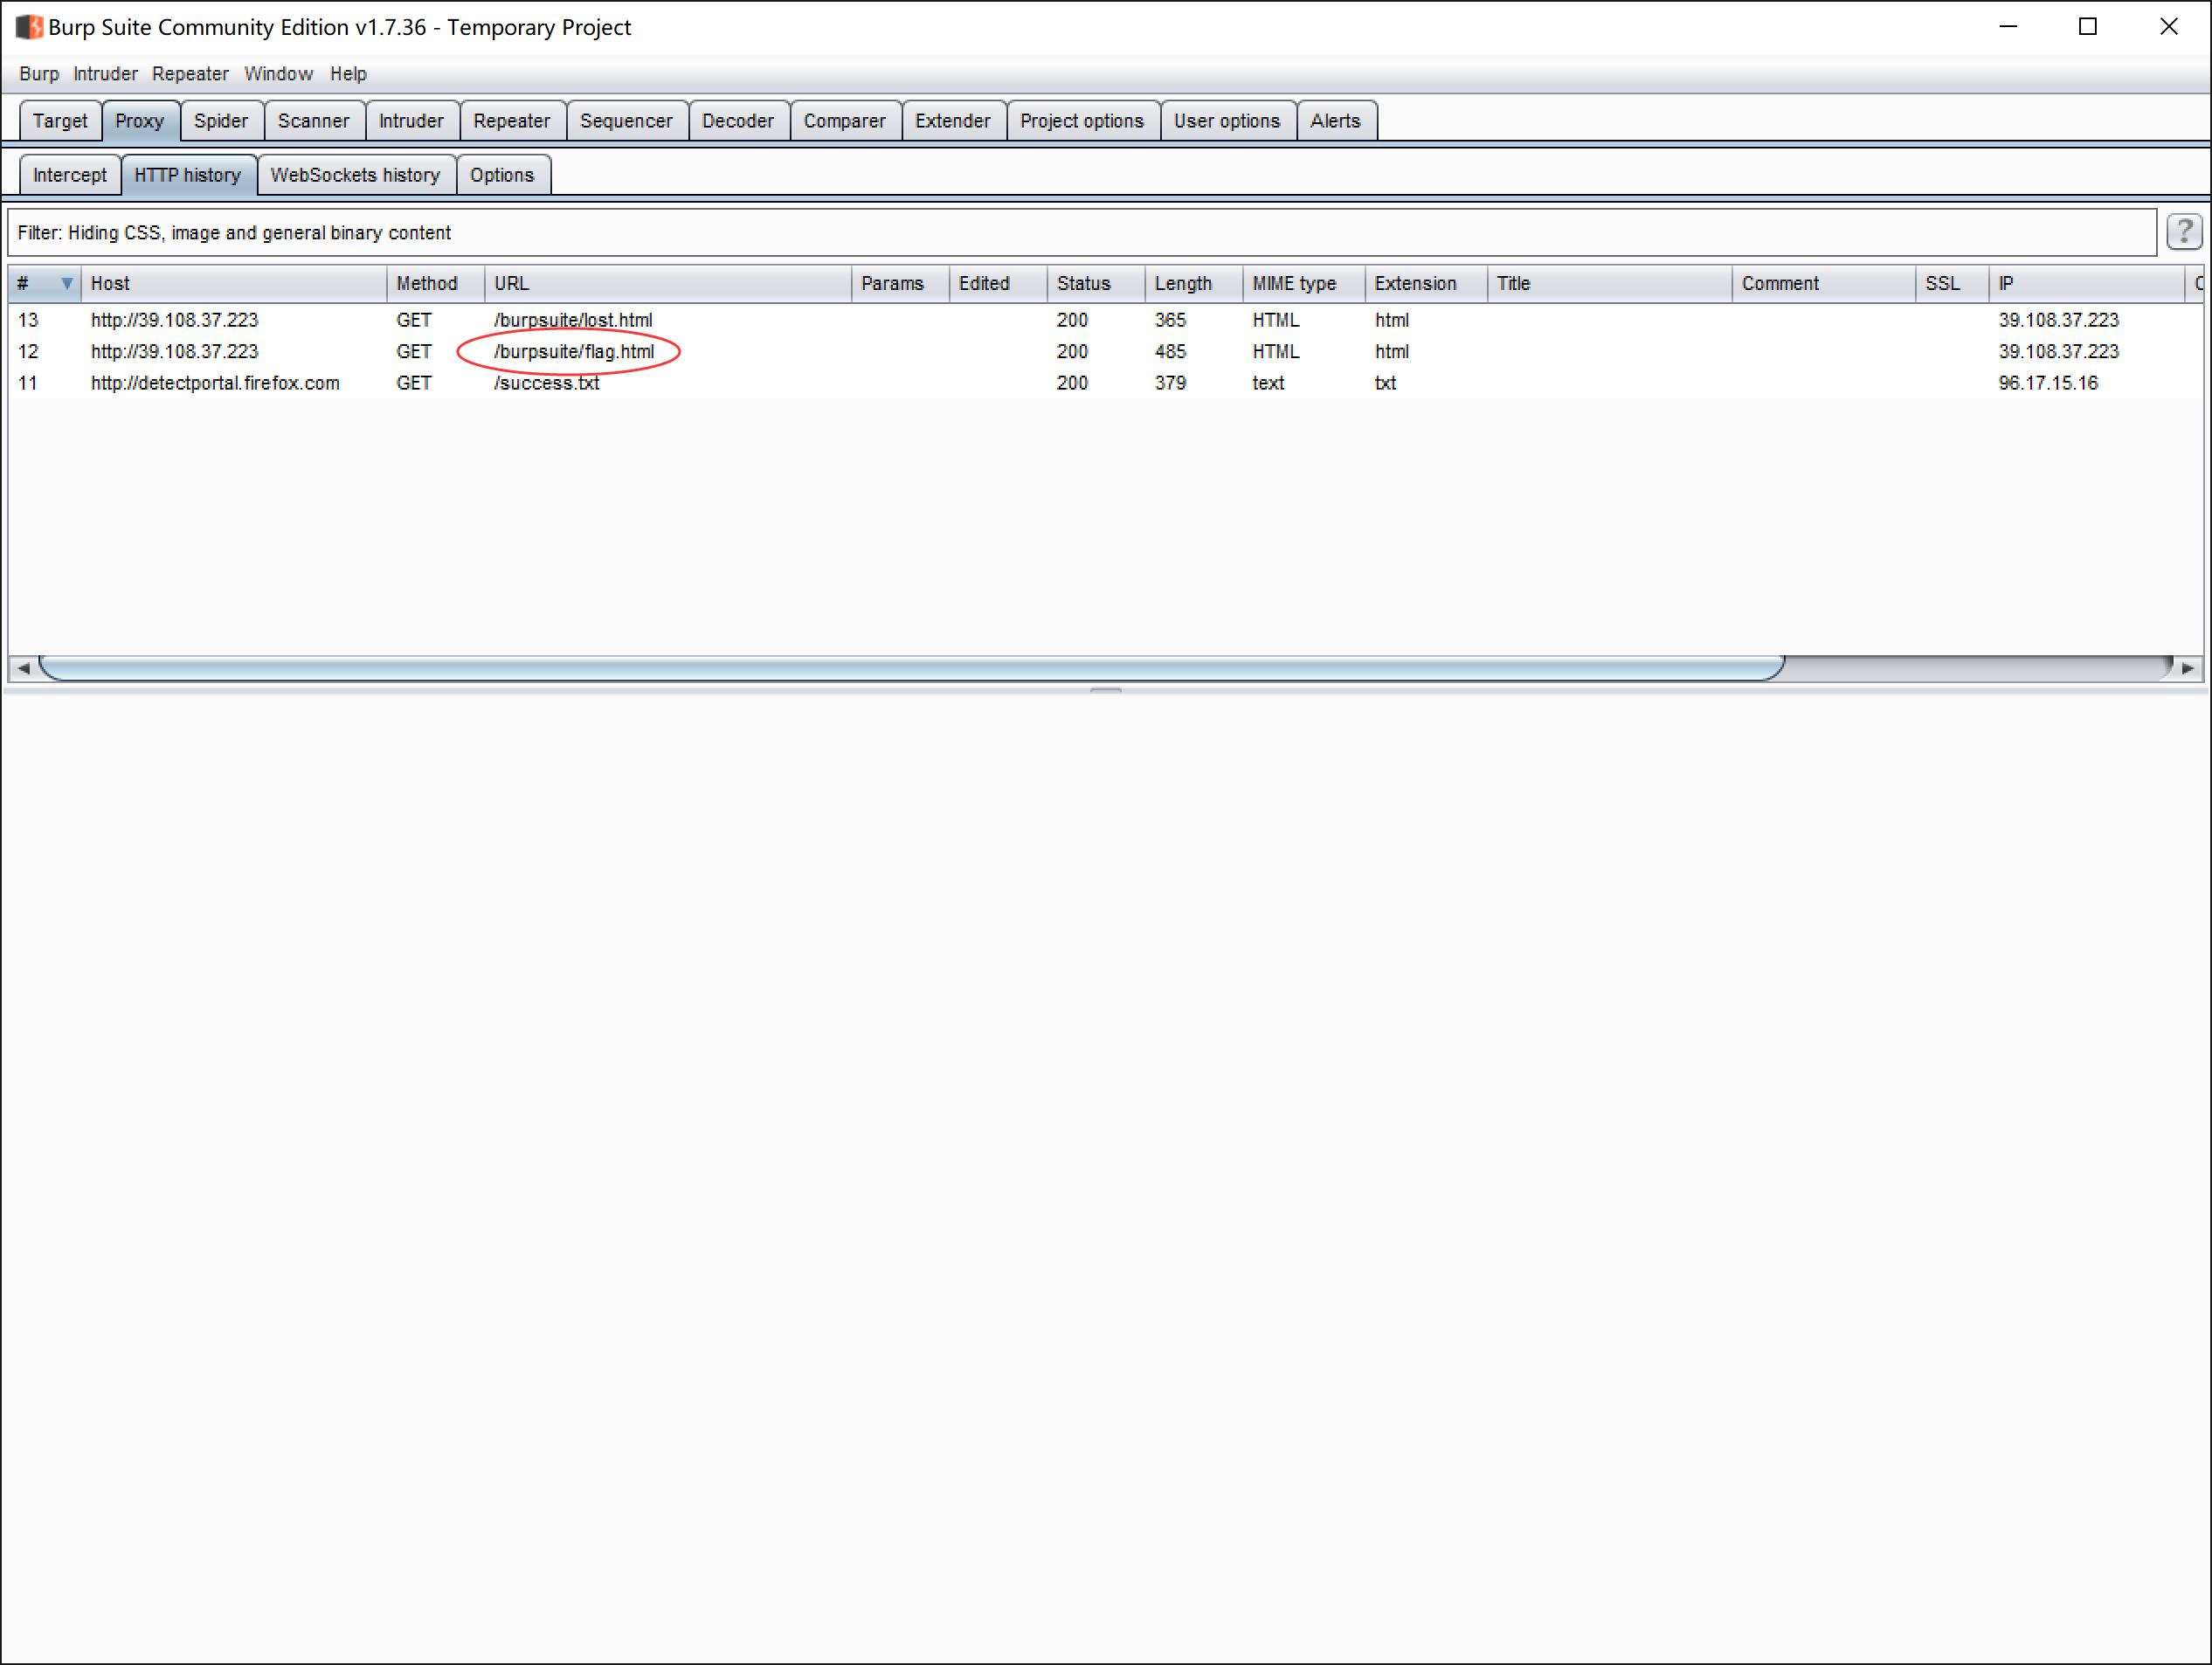 Burp Suite Community Edition v1.7.36 - Temporary Project
Burp Intruder Repeater Window Help
Target Proxy Spider Scanner Intruder Repeater Sequencer Decoder Comparer Extender Project options User options Alerts
Intercept HTTP history WebSockets history Options
Filter: Hiding CSS, image and general binary content ?
# Host Method URL Params Edited Status Length MIME type Extension Title Comment SSL IP
13 http://39.108.37.223 GET /burpsuite/lost.html 200 365 HTML html 39.108.37.223
12 http://39.108.37.223 GET /burpsuite/flag.html 200 485 HTML html 39.108.37.223
11 http://detectportal.firefox.com GET /success.txt 200 379 text txt 96.17.15.16